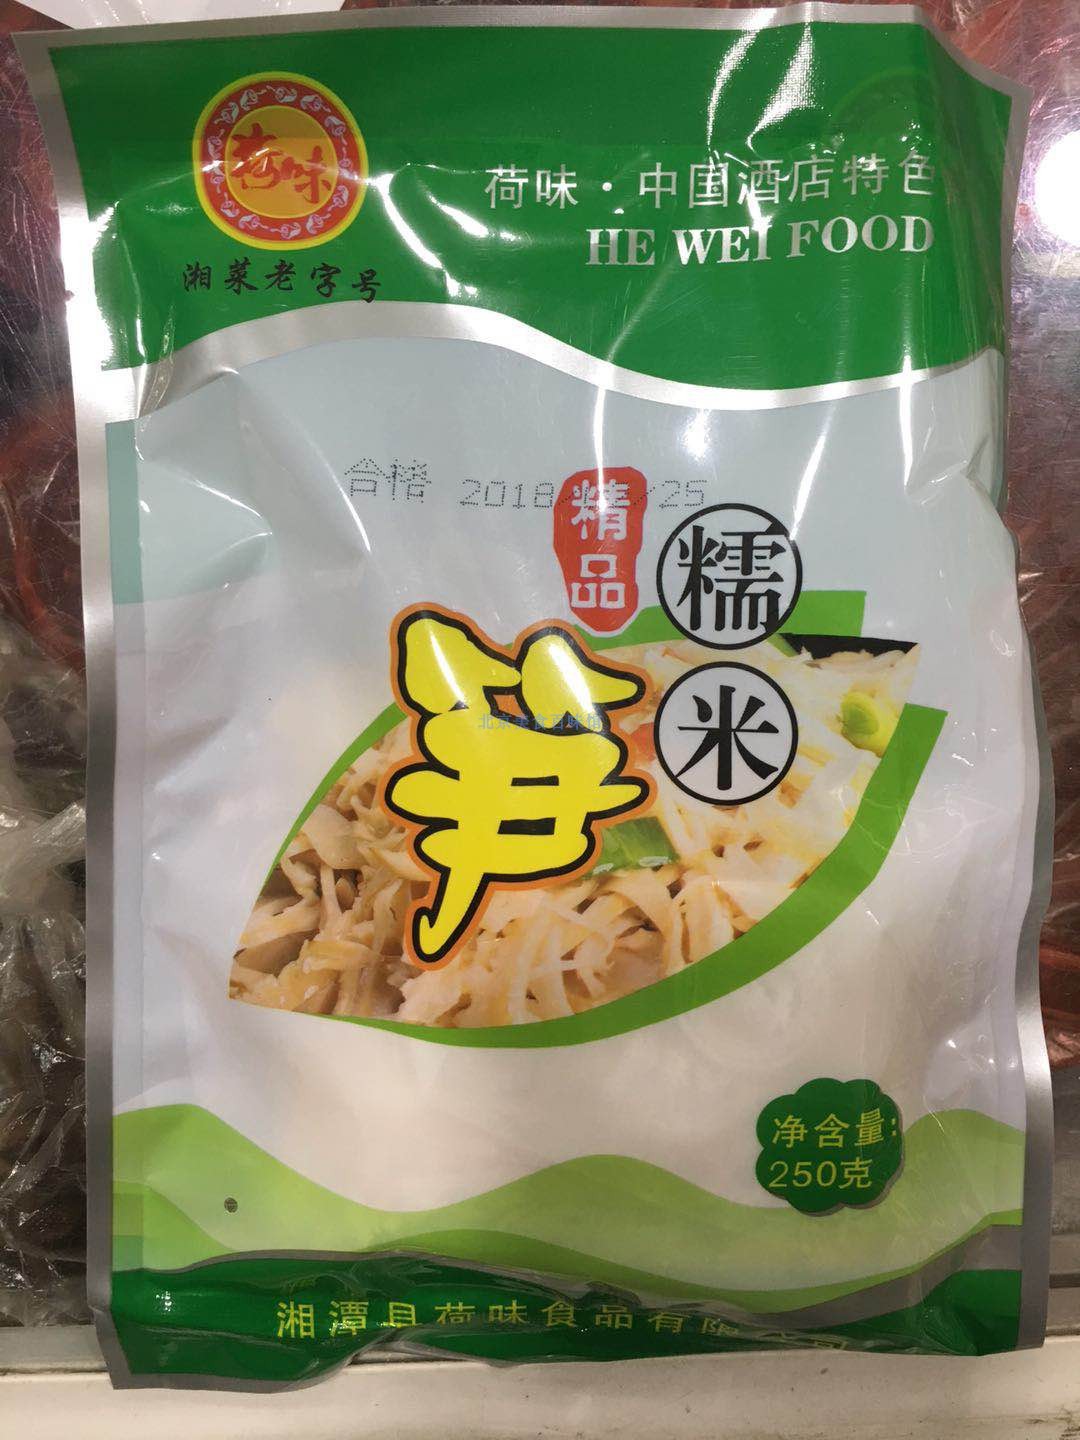 荷味
湘菜老字号
荷味·中国酒店特色
HE WEI FOOD
合格 2018 25
精品
糯米
笋
净含量:
250克
湘潭县荷味食品有限公司